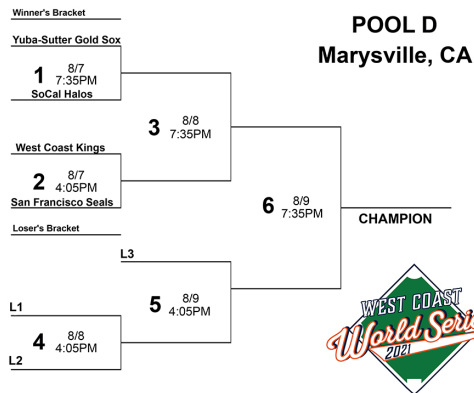 Winner's Bracket
POOL D
Marysville, CA
Yuba-Sutter Gold Sox
1 8/7
7:35PM
SoCal Halos
3 8/8
7:35PM
West Coast Kings
2 8/7
4:05PM
San Francisco Seals
6 8/9
7:35PM
CHAMPION
Loser's Bracket
L3
5 8/9
4:05PM
L1
4 8/8
4:05PM
L2
WEST COAST
World Seri
2021